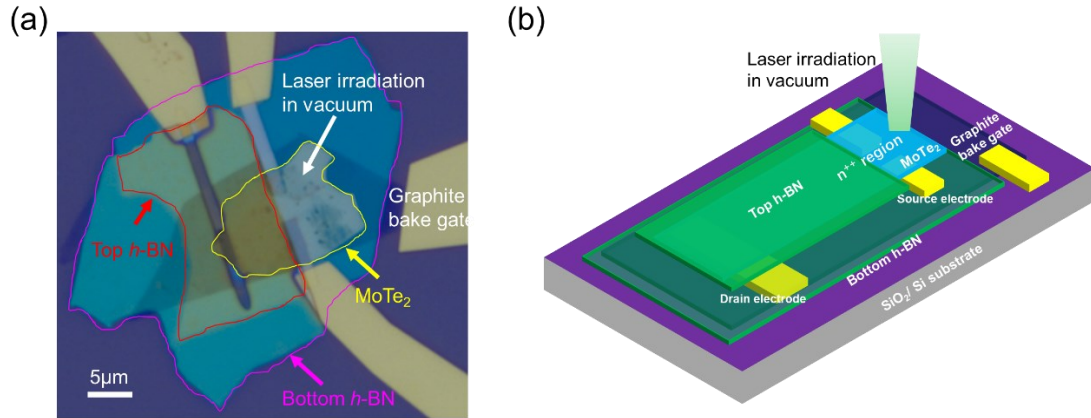 (a)
Laser irradiation
in vacuum
Graphite
bake gate
Top h-BN
MoTe₂
5μm
Bottom h-BN
(b)
Laser irradiation
in vacuum
Graphite
bake gate
n⁺⁺ region
MoTe₂
Top h-BN
Source electrode
Bottom h-BN
Drain electrode
SiO₂/ Si substrate